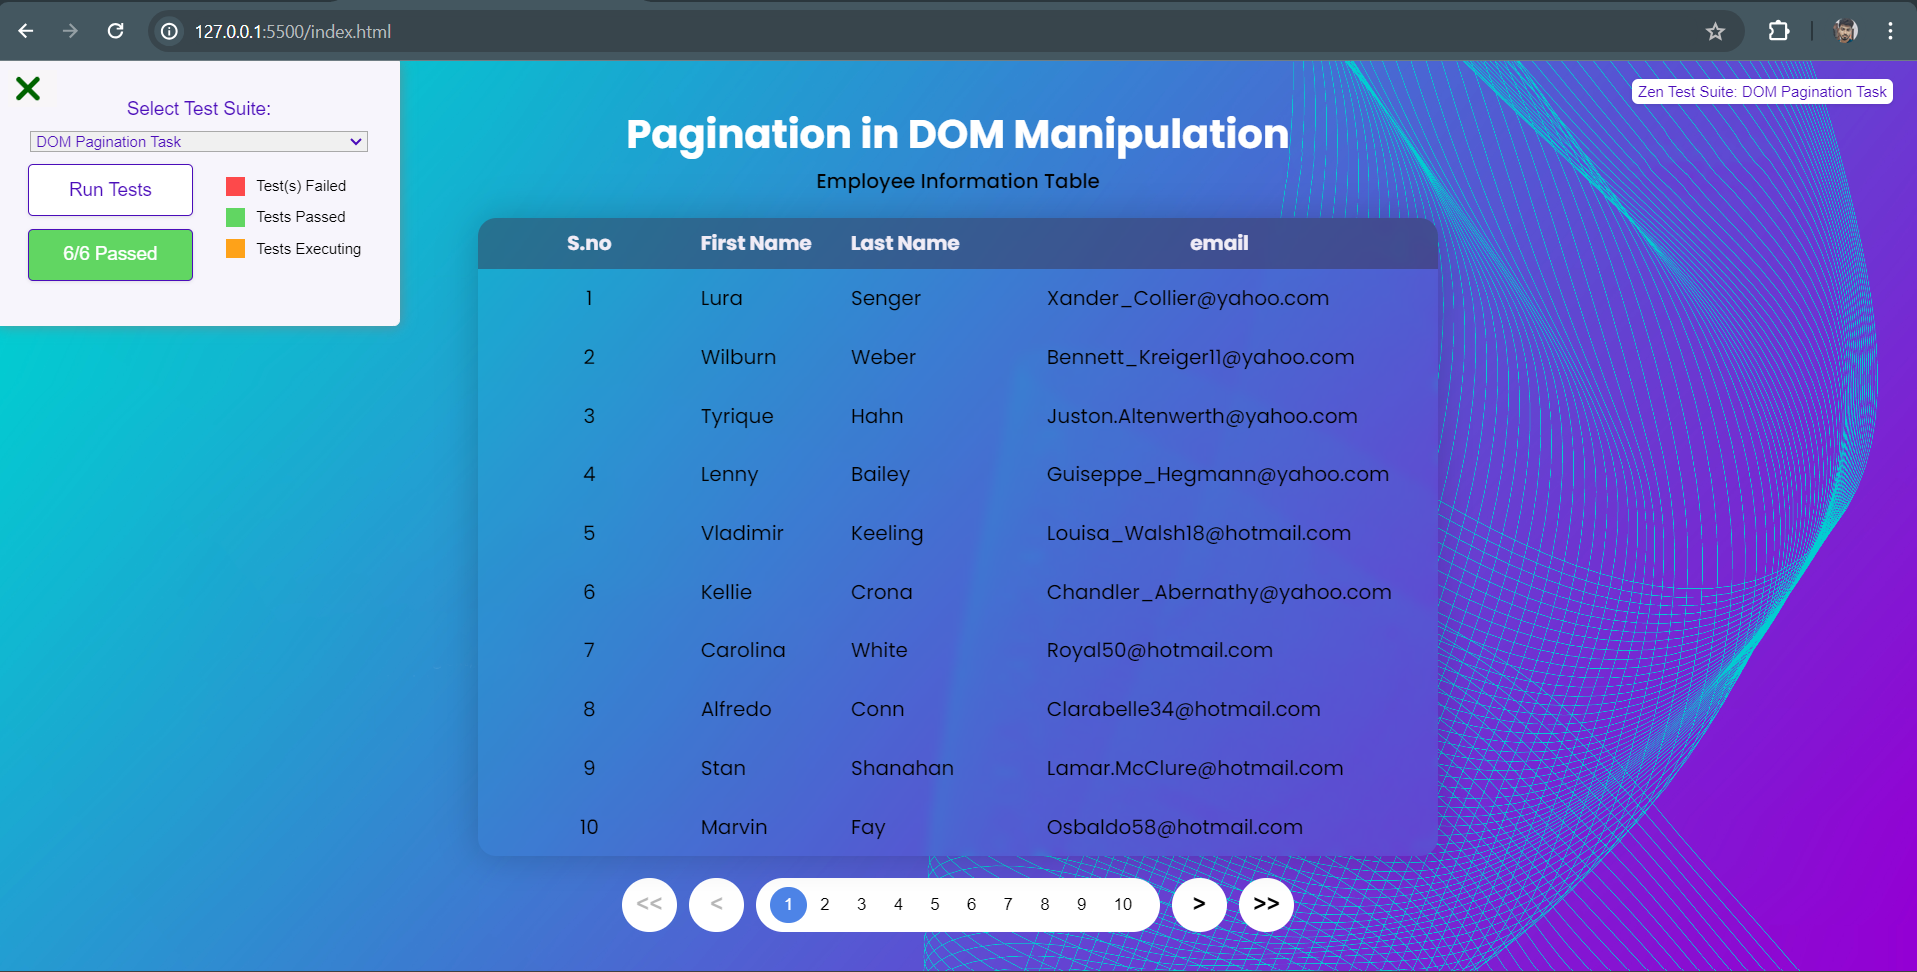 127.0.0.1:5500/index.html
Select Test Suite:
DOM Pagination Task
Run Tests
6/6 Passed
Test(s) Failed
Tests Passed
Tests Executing
Zen Test Suite: DOM Pagination Task
Pagination in DOM Manipulation
Employee Information Table
S.no First Name Last Name email
1 Lura Senger Xander_Collier@yahoo.com
2 Wilburn Weber Bennett_Kreiger11@yahoo.com
3 Tyrique Hahn Juston.Altenwerth@yahoo.com
4 Lenny Bailey Guiseppe_Hegmann@yahoo.com
5 Vladimir Keeling Louisa_Walsh18@hotmail.com
6 Kellie Crona Chandler_Abernathy@yahoo.com
7 Carolina White Royal50@hotmail.com
8 Alfredo Conn Clarabelle34@hotmail.com
9 Stan Shanahan Lamar.McClure@hotmail.com
10 Marvin Fay Osbaldo58@hotmail.com
<< < 1 2 3 4 5 6 7 8 9 10 > >>